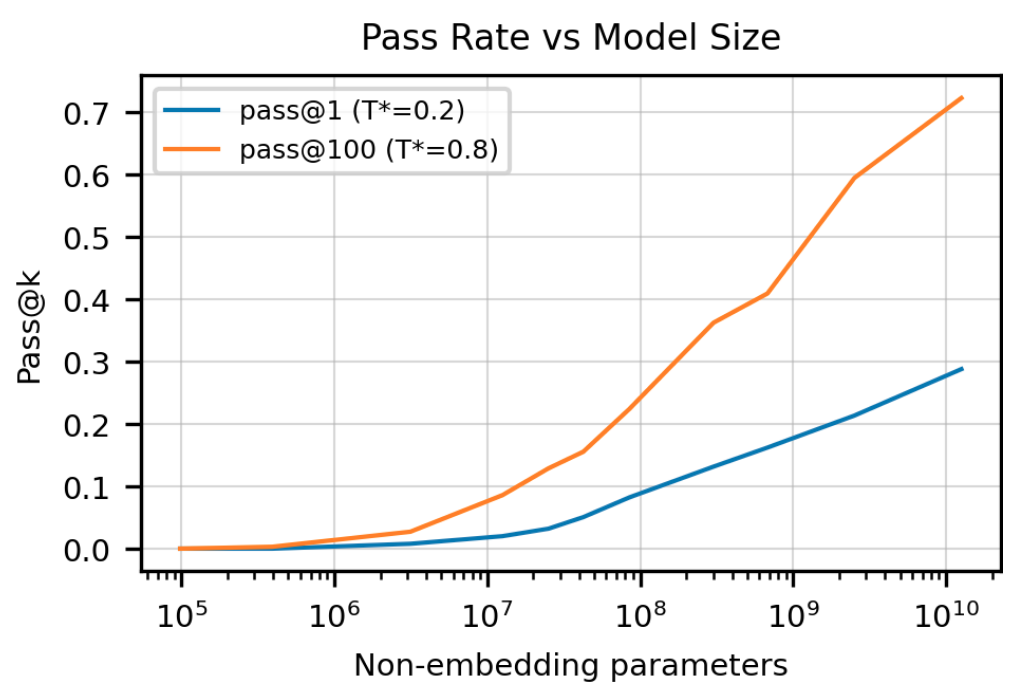 Pass Rate vs Model Size
pass@1 (T*=0.2)
pass@100 (T*=0.8)
Pass@k
0.7
0.6
0.5
0.4
0.3
0.2
0.1
0.0
10⁵ 10⁶ 10⁷ 10⁸ 10⁹ 10¹⁰
Non-embedding parameters